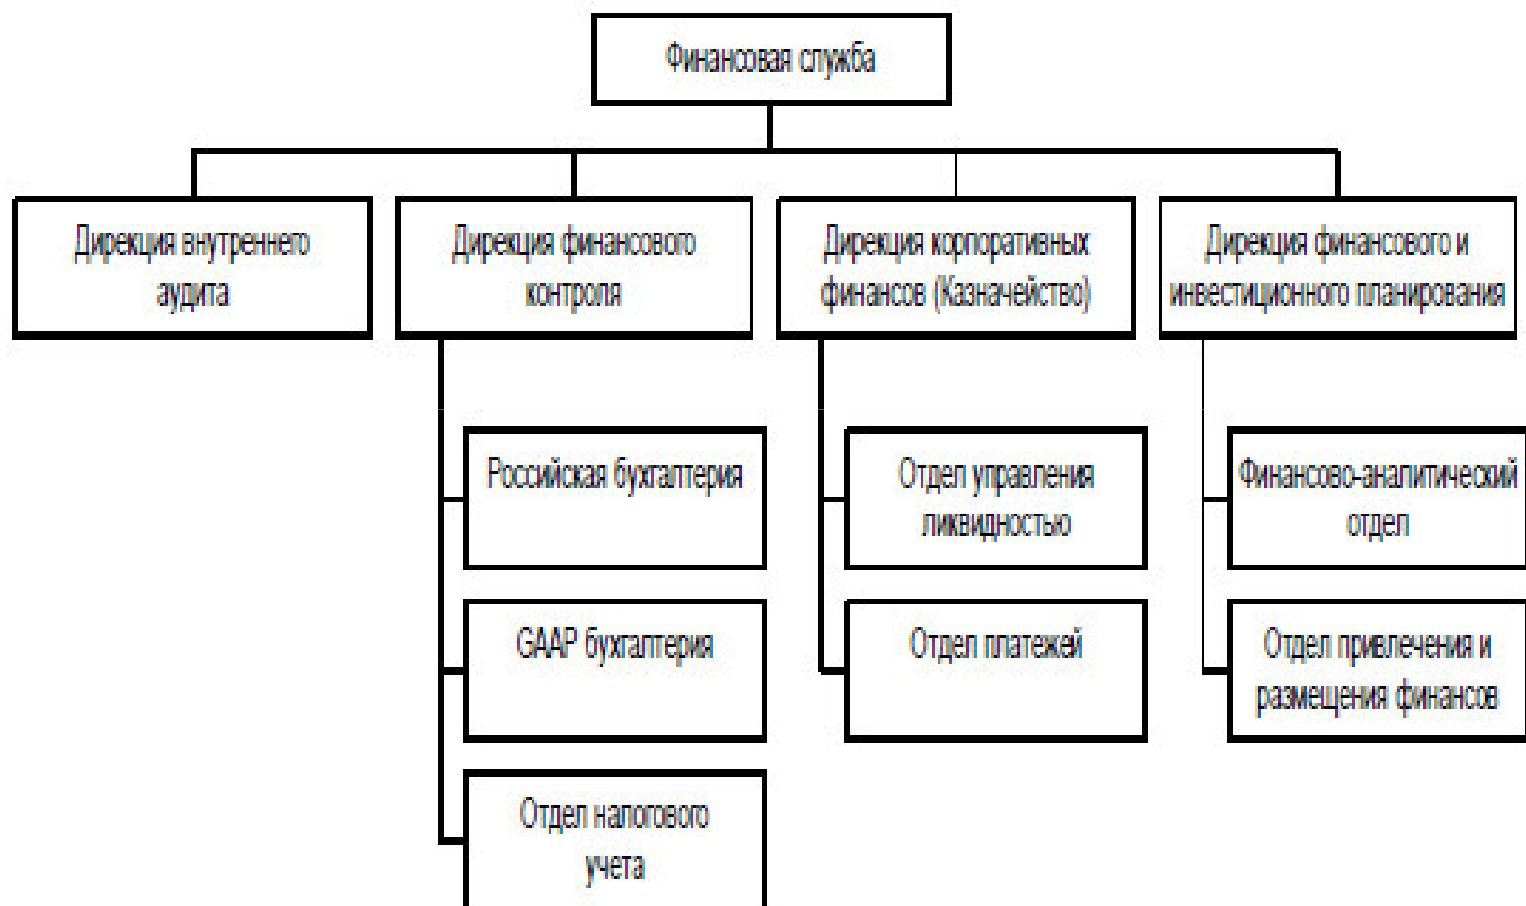 Финансовая служба
Дирекция внутреннего
аудита
Дирекция финансового
контроля
Дирекция корпоративных
финансов (Казначейство)
Дирекция финансового и
инвестиционного планирования
Российская бухгалтерия
Отдел управления
ликвидностью
Финансово-аналитический
отдел
GAAP бухгалтерия
Отдел платежей
Отдел привлечения и
размещения финансов
Отдел налогового
учета